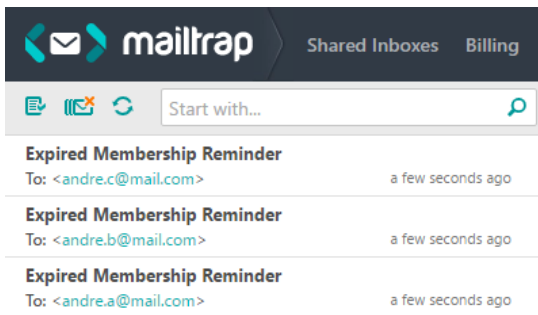 mailtrap Shared Inboxes Billing
Start with...
Expired Membership Reminder
To: <andre.c@mail.com> a few seconds ago
Expired Membership Reminder
To: <andre.b@mail.com> a few seconds ago
Expired Membership Reminder
To: <andre.a@mail.com> a few seconds ago